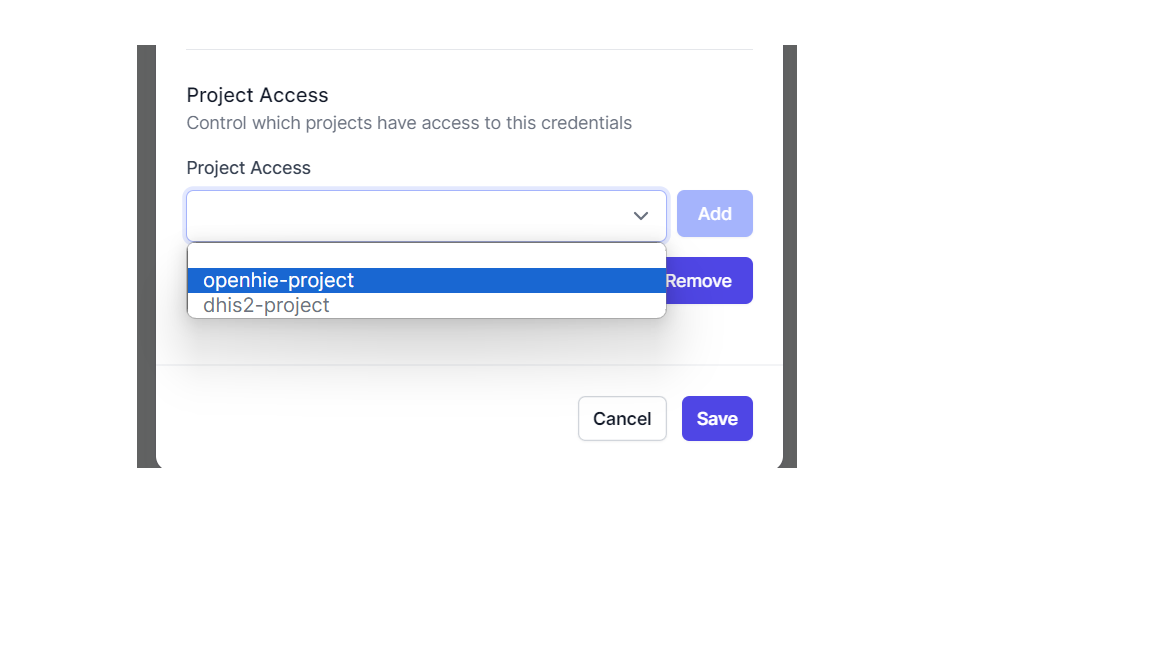 Project Access
Control which projects have access to this credentials
Project Access
Add
openhie-project
Remove
dhis2-project
Cancel
Save